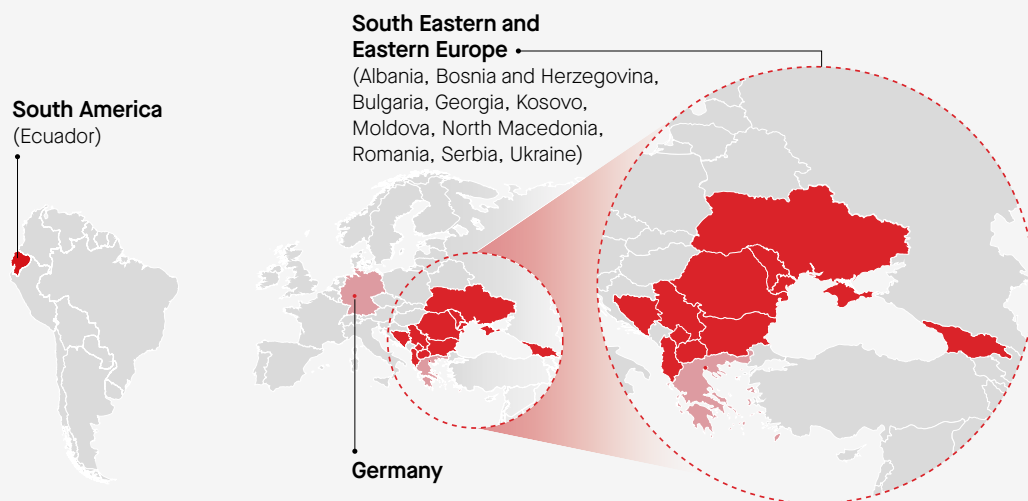 South America
(Ecuador)
South Eastern and
Eastern Europe
(Albania, Bosnia and Herzegovina,
Bulgaria, Georgia, Kosovo,
Moldova, North Macedonia,
Romania, Serbia, Ukraine)
Germany